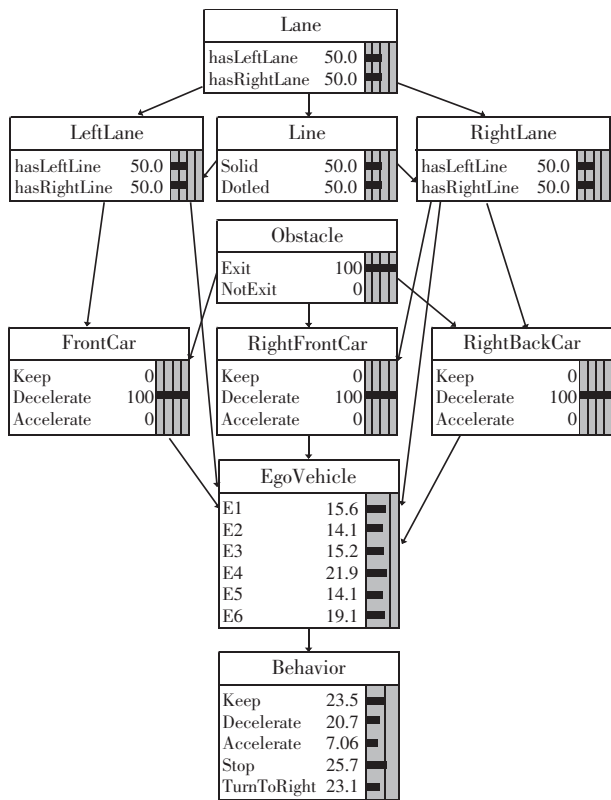 Lane
hasLeftLane 50.0
hasRightLane 50.0
LeftLane
hasLeftLine 50.0
hasRightLine 50.0
Line
Solid 50.0
Dotled 50.0
RightLane
hasLeftLine 50.0
hasRightLine 50.0
Obstacle
Exit 100
NotExit 0
FrontCar
Keep 0
Decelerate 100
Accelerate 0
RightFrontCar
Keep 0
Decelerate 100
Accelerate 0
RightBackCar
Keep 0
Decelerate 100
Accelerate 0
EgoVehicle
E1 15.6
E2 14.1
E3 15.2
E4 21.9
E5 14.1
E6 19.1
Behavior
Keep 23.5
Decelerate 20.7
Accelerate 7.06
Stop 25.7
TurnToRight 23.1